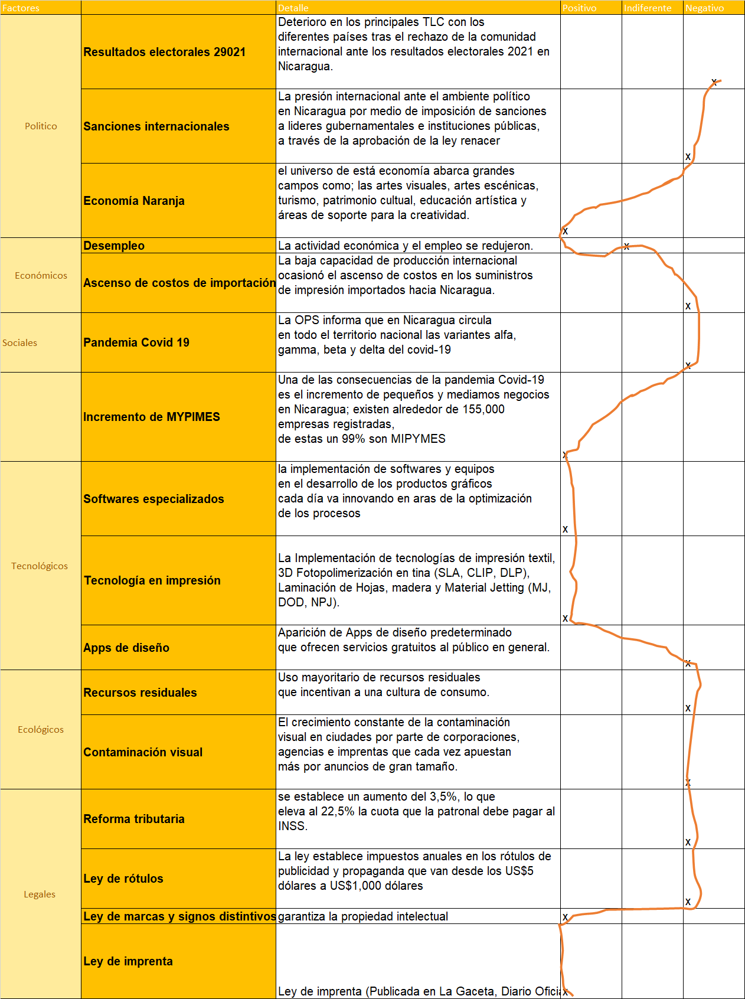 Factores Detalle Positivo Indiferente Negativo
Politico
Resultados electorales 29021
Deterioro en los principales TLC con los
diferentes países tras el rechazo de la comunidad
internacional ante los resultados electorales 2021 en
Nicaragua.
x
Sanciones internacionales
La presión internacional ante el ambiente político
en Nicaragua por medio de imposición de sanciones
a lideres gubernamentales e instituciones públicas,
a través de la aprobación de la ley renacer
x
Economía Naranja
el universo de está economía abarca grandes
campos como; las artes visuales, artes escénicas,
turismo, patrimonio cultual, educación artística y
áreas de soporte para la creatividad.
x
Económicos
Desempleo
La actividad económica y el empleo se redujeron.
x
Ascenso de costos de importación
La baja capacidad de producción internacional
ocasionó el ascenso de costos en los suministros
de impresión importados hacia Nicaragua.
x
Sociales
Pandemia Covid 19
La OPS informa que en Nicaragua circula
en todo el territorio nacional las variantes alfa,
gamma, beta y delta del covid-19
x
Incremento de MYPIMES
Una de las consecuencias de la pandemia Covid-19
es el incremento de pequeños y mediamos negocios
en Nicaragua; existen alrededor de 155,000
empresas registradas,
de estas un 99% son MIPYMES
x
Tecnológicos
Softwares especializados
la implementación de softwares y equipos
en el desarrollo de los productos gráficos
cada día va innovando en aras de la optimización
de los procesos
x
Tecnología en impresión
La Implementación de tecnologías de impresión textil,
3D Fotopolimerización en tina (SLA, CLIP, DLP),
Laminación de Hojas, madera y Material Jetting (MJ,
DOD, NPJ).
x
Apps de diseño
Aparición de Apps de diseño predeterminado
que ofrecen servicios gratuitos al público en general.
x
Ecológicos
Recursos residuales
Uso mayoritario de recursos residuales
que incentivan a una cultura de consumo.
x
Contaminación visual
El crecimiento constante de la contaminación
visual en ciudades por parte de corporaciones,
agencias e imprentas que cada vez apuestan
más por anuncios de gran tamaño.
x
Legales
Reforma tributaria
se establece un aumento del 3,5%, lo que
eleva al 22,5% la cuota que la patronal debe pagar al
INSS.
x
Ley de rótulos
La ley establece impuestos anuales en los rótulos de
publicidad y propaganda que van desde los US$5
dólares a US$1,000 dólares
x
Ley de marcas y signos distintivos
garantiza la propiedad intelectual
x
Ley de imprenta
Ley de imprenta (Publicada en La Gaceta, Diario Oficia
x